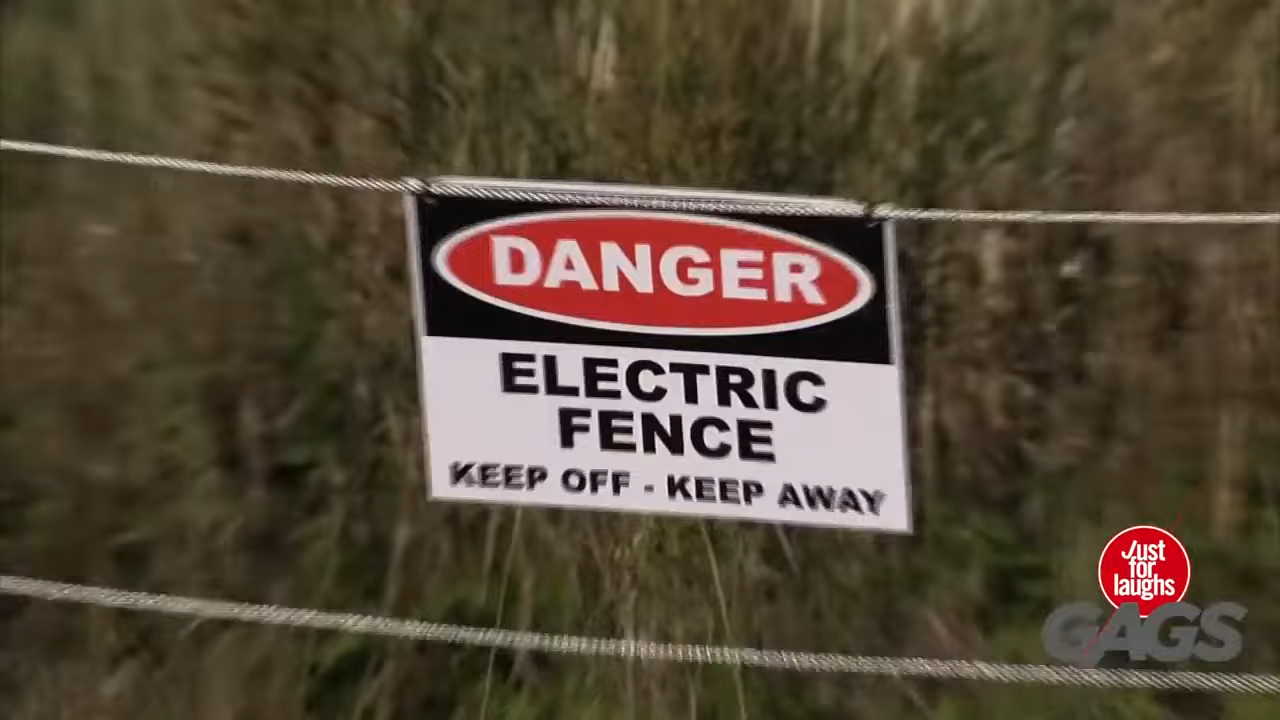 DANGER
ELECTRIC
FENCE
KEEP OFF - KEEP AWAY
Just
for
laughs
GAGS